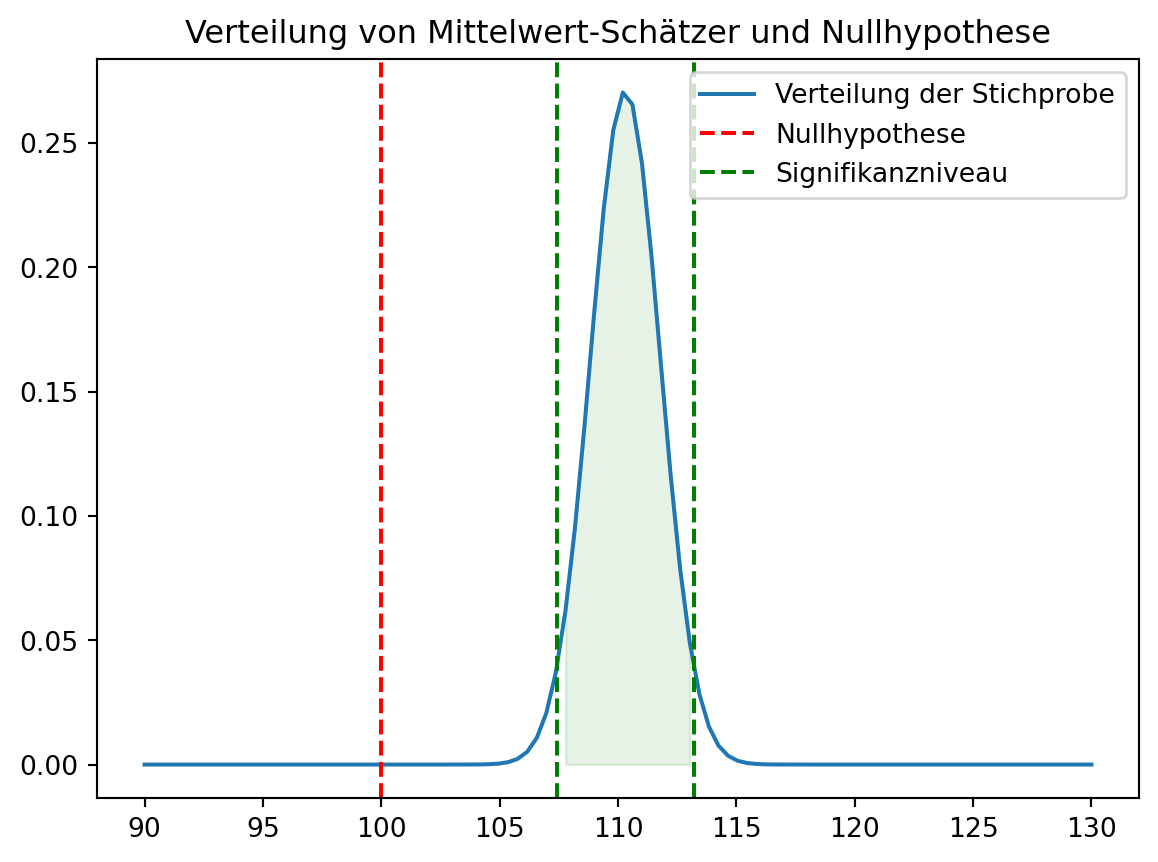 Verteilung von Mittelwert-Schätzer und Nullhypothese
Verteilung der Stichprobe
Nullhypothese
Signifikanzniveau
0.25
0.20
0.15
0.10
0.05
0.00
90 95 100 105 110 115 120 125 130